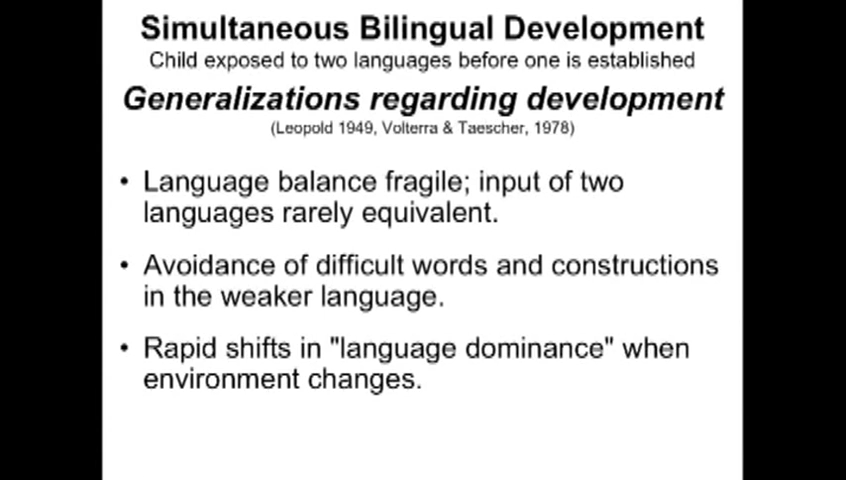 Simultaneous Bilingual Development
Child exposed to two languages before one is established
Generalizations regarding development
(Leopold 1949, Volterra & Taescher, 1978)
• Language balance fragile; input of two
languages rarely equivalent.
• Avoidance of difficult words and constructions
in the weaker language.
• Rapid shifts in "language dominance" when
environment changes.